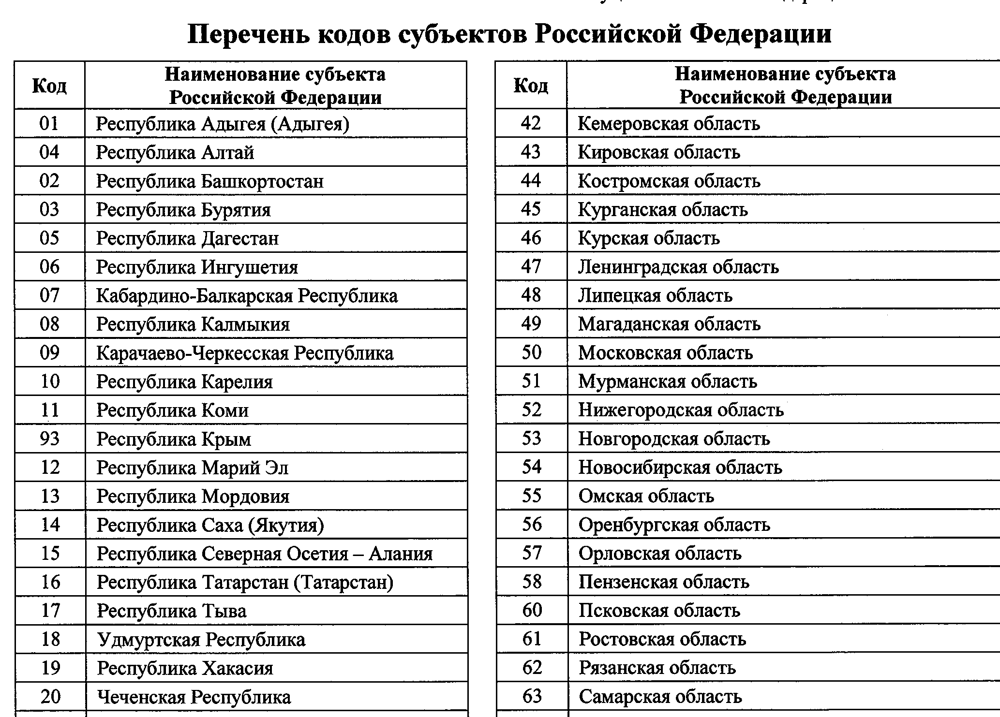 Перечень кодов субъектов Российской Федерации
Код Наименование субъекта
Российской Федерации
01 Республика Адыгея (Адыгея)
04 Республика Алтай
02 Республика Башкортостан
03 Республика Бурятия
05 Республика Дагестан
06 Республика Ингушетия
07 Кабардино-Балкарская Республика
08 Республика Калмыкия
09 Карачаево-Черкесская Республика
10 Республика Карелия
11 Республика Коми
93 Республика Крым
12 Республика Марий Эл
13 Республика Мордовия
14 Республика Саха (Якутия)
15 Республика Северная Осетия – Алания
16 Республика Татарстан (Татарстан)
17 Республика Тыва
18 Удмуртская Республика
19 Республика Хакасия
20 Чеченская Республика
Код Наименование субъекта
Российской Федерации
42 Кемеровская область
43 Кировская область
44 Костромская область
45 Курганская область
46 Курская область
47 Ленинградская область
48 Липецкая область
49 Магаданская область
50 Московская область
51 Мурманская область
52 Нижегородская область
53 Новгородская область
54 Новосибирская область
55 Омская область
56 Оренбургская область
57 Орловская область
58 Пензенская область
60 Псковская область
61 Ростовская область
62 Рязанская область
63 Самарская область